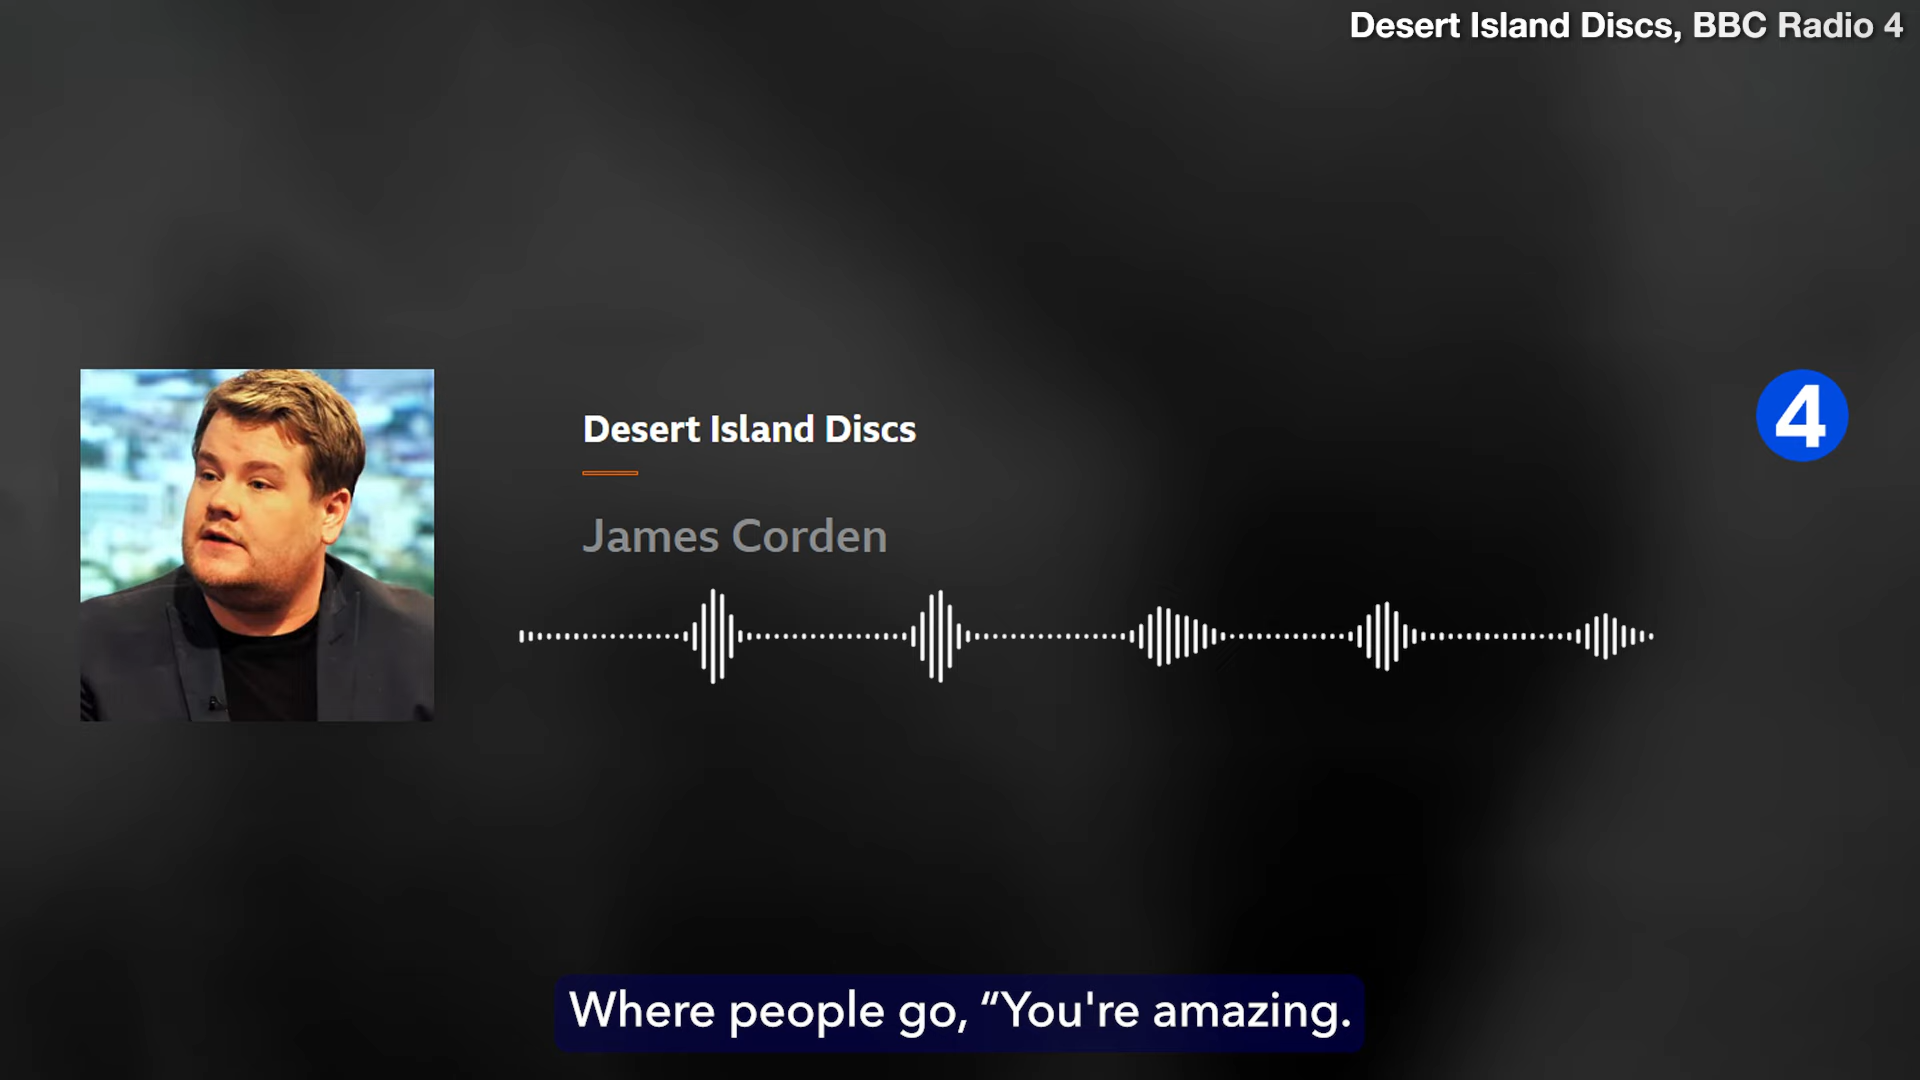 Desert Island Discs, BBC Radio 4
4
Desert Island Discs
James Corden
Where people go, “You're amazing.